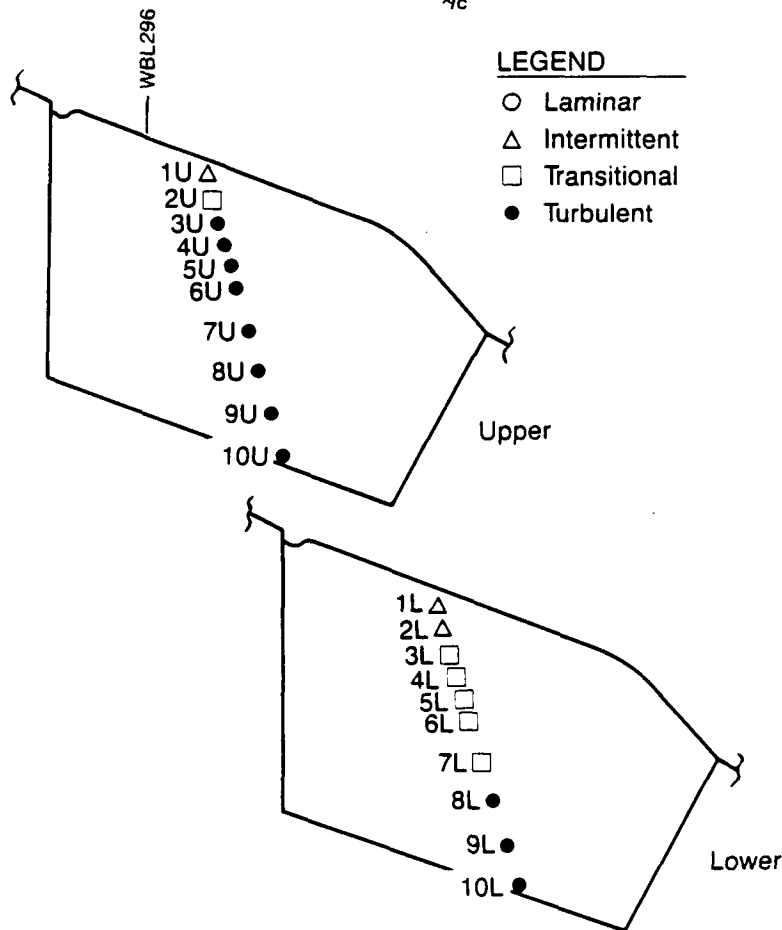 WBL296
LEGEND
Laminar
Intermittent
Transitional
Turbulent
1U
2U
3U
4U
5U
6U
7U
8U
9U
10U
Upper
1L
2L
3L
4L
5L
6L
7L
8L
9L
10L
Lower